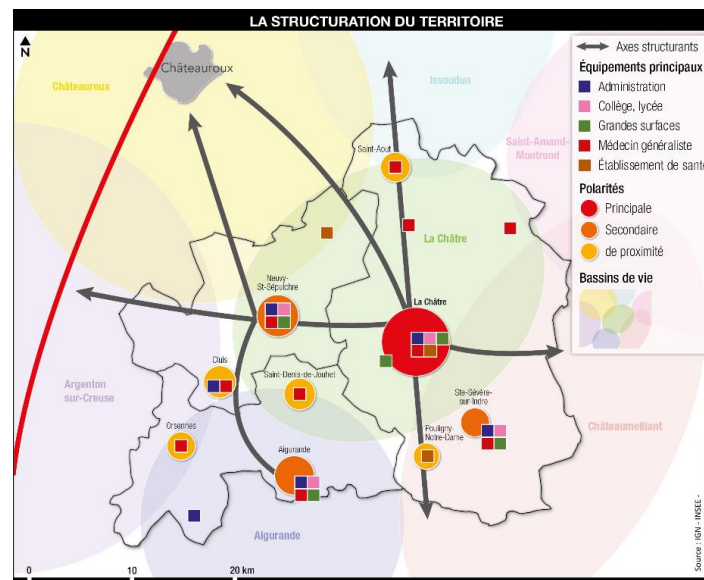 LA STRUCTURATION DU TERRITOIRE
N
Châteauroux
Châteauroux
Issoudun
Saint-Amand-
Montrond
Saint-Aout
La Châtre
La Châtre
Neuvy-
St-Sépulchre
Cluis
Saint-Denis-de-Jouhet
Ste-Sévère-
sur-Indre
Argenton
sur-Creuse
Orsennes
Pouligny-
Notre-Dame
Châteaumeillant
Aigurande
Aigurande
Axes structurants
Équipements principaux
Administration
Collège, lycée
Grandes surfaces
Médecin généraliste
Établissement de santé
Polarités
Principale
Secondaire
de proximité
Bassins de vie
Source : IGN - INSEE -
0 10 20 km